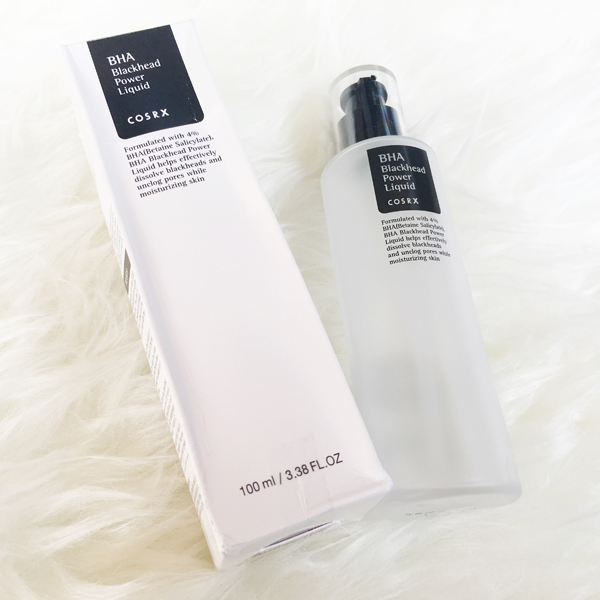 BHA
Blackhead
Power
Liquid
COSRX
Formulated with 4%
BHA(Betaine Salicylate),
BHA Blackhead Power
Liquid helps effectively
dissolve blackheads and
unclog pores while
moisturizing skin
100 ml / 3.38 FL.OZ
BHA
Blackhead
Power
Liquid
COSRX
Formulated with 4%
BHA(Betaine Salicylate),
BHA Blackhead Power
Liquid helps effectively
dissolve blackheads
and unclog pores while
moisturizing skin